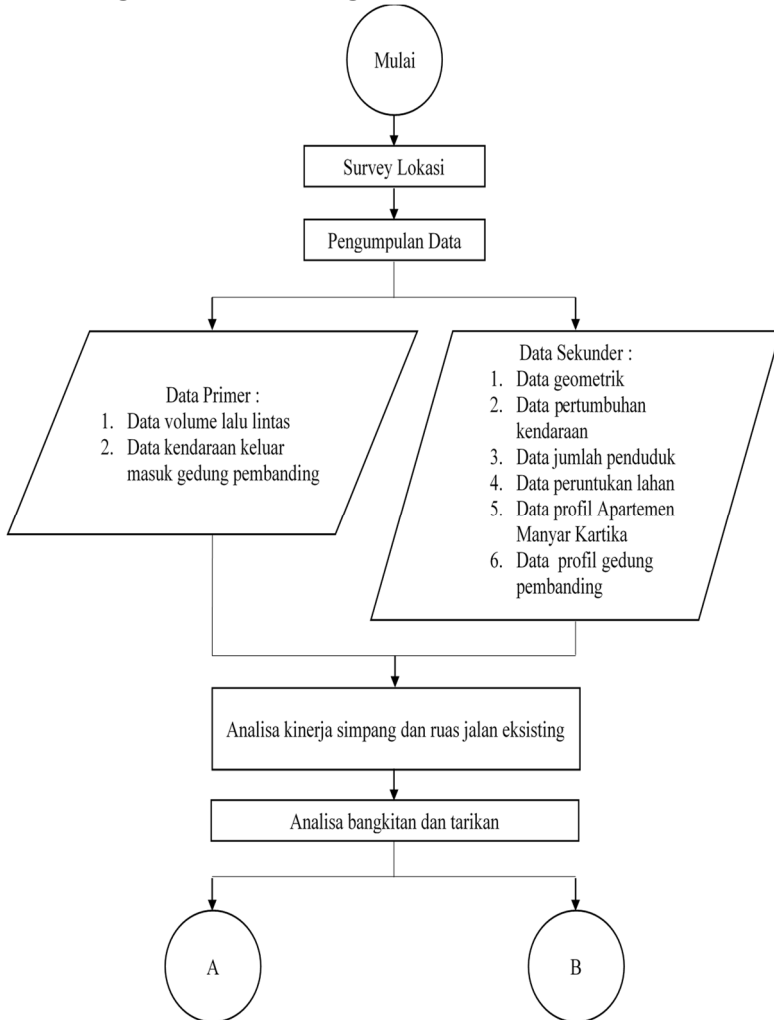 Mulai
Survey Lokasi
Pengumpulan Data
Data Primer :
1. Data volume lalu lintas
2. Data kendaraan keluar
masuk gedung pembanding
Data Sekunder :
1. Data geometrik
2. Data pertumbuhan
kendaraan
3. Data jumlah penduduk
4. Data peruntukan lahan
5. Data profil Apartemen
Manyar Kartika
6. Data profil gedung
pembanding
Analisa kinerja simpang dan ruas jalan eksisting
Analisa bangkitan dan tarikan
A
B